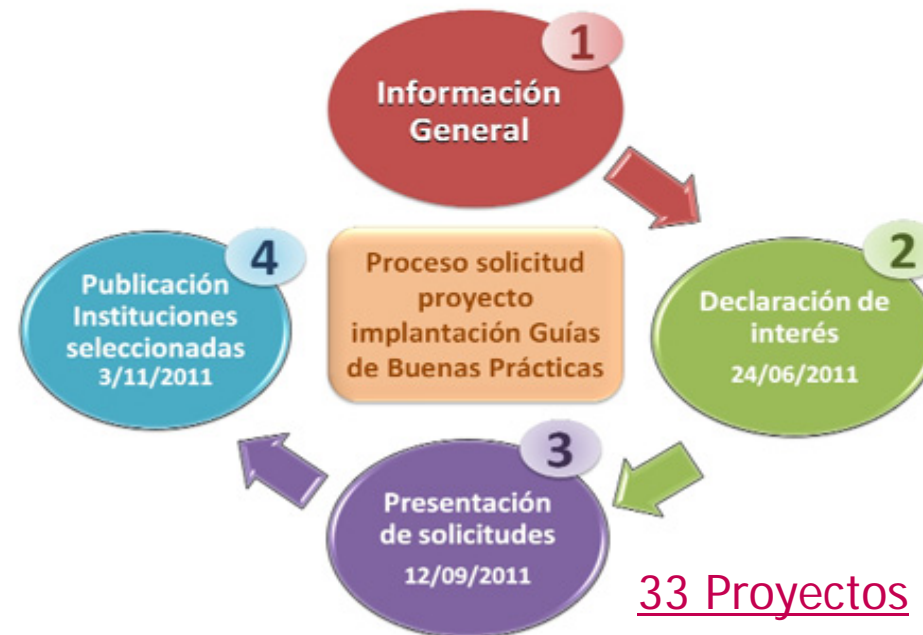 1
Información
General
Proceso solicitud
proyecto
implantación Guías
de Buenas Prácticas
2
Declaración de
interés
24/06/2011
3
Presentación
de solicitudes
12/09/2011
33 Proyectos
4
Publicación
Instituciones
seleccionadas
3/11/2011